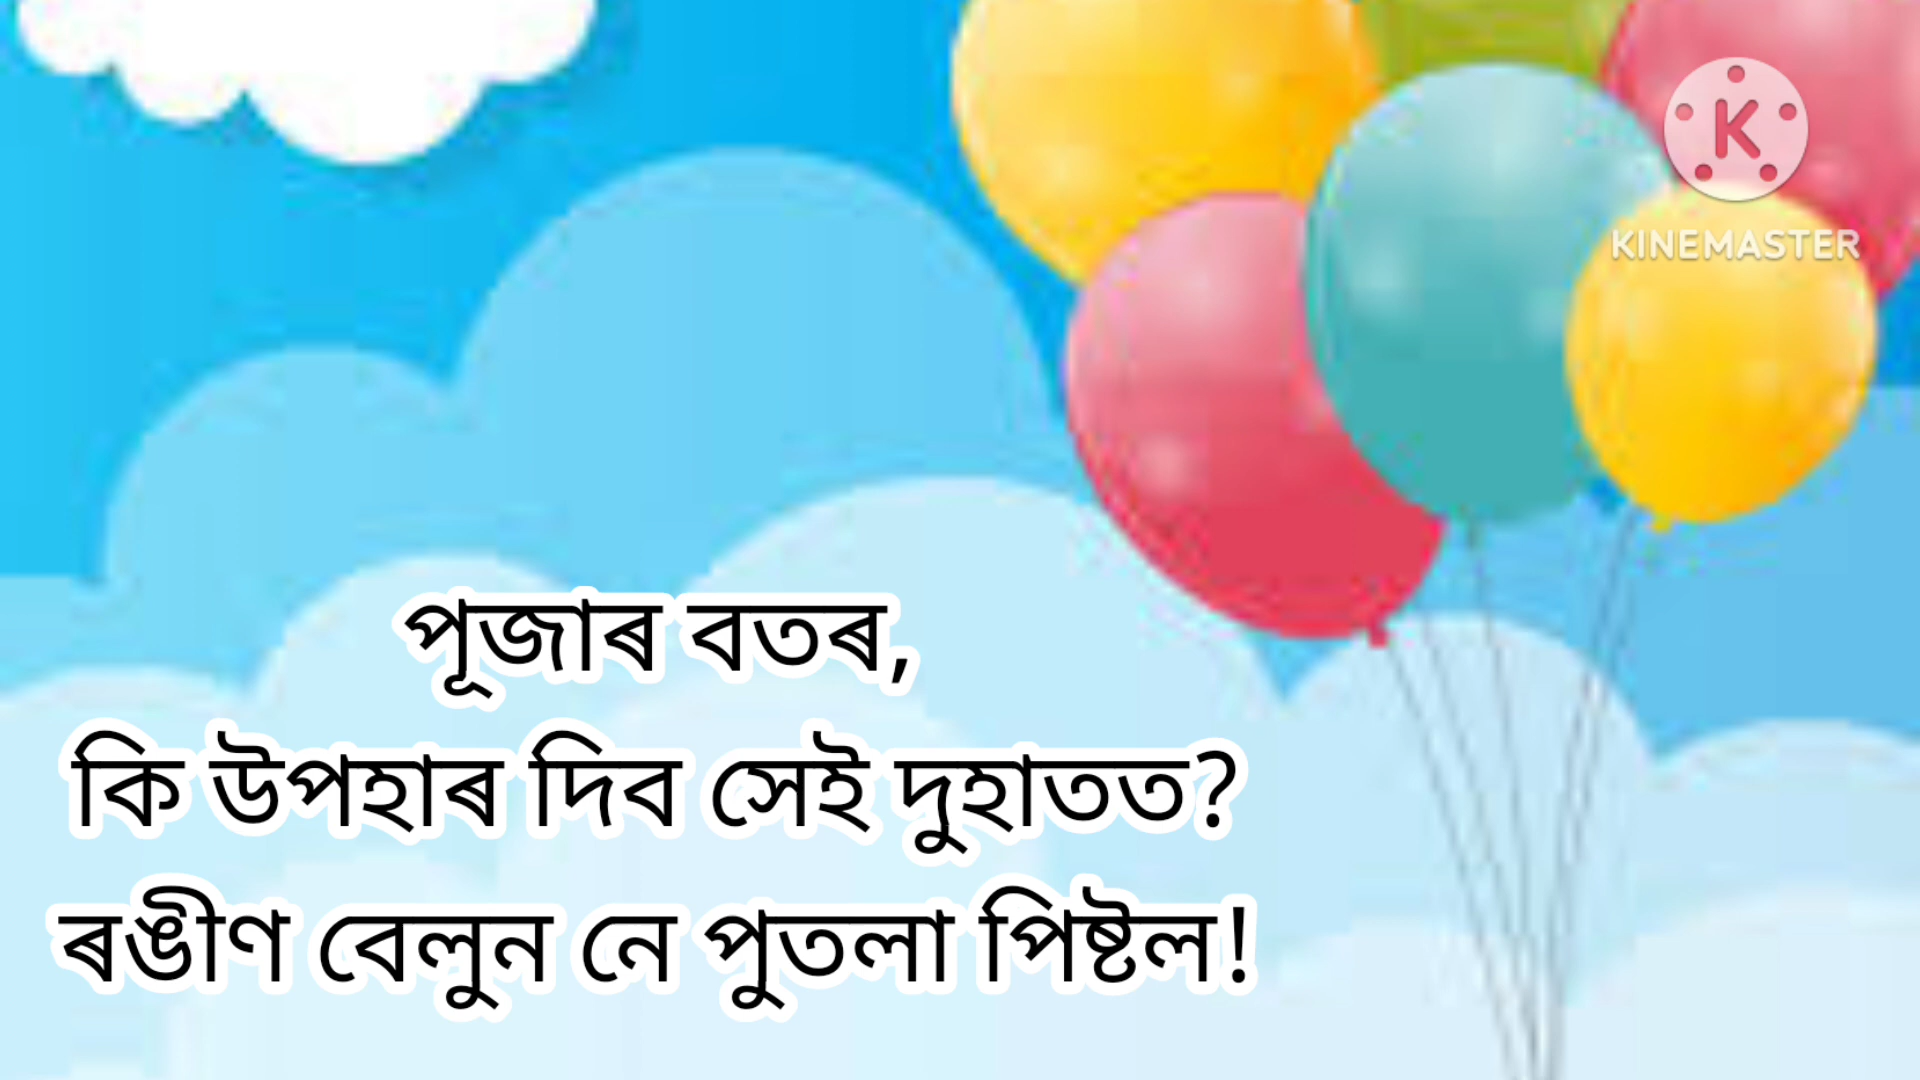 K
KINEMASTER
পূজাৰ বতৰ,
কি উপহাৰ দিব সেই দুহাতত?
ৰঙীণ বেলুন নে পুতলা পিষ্টল!